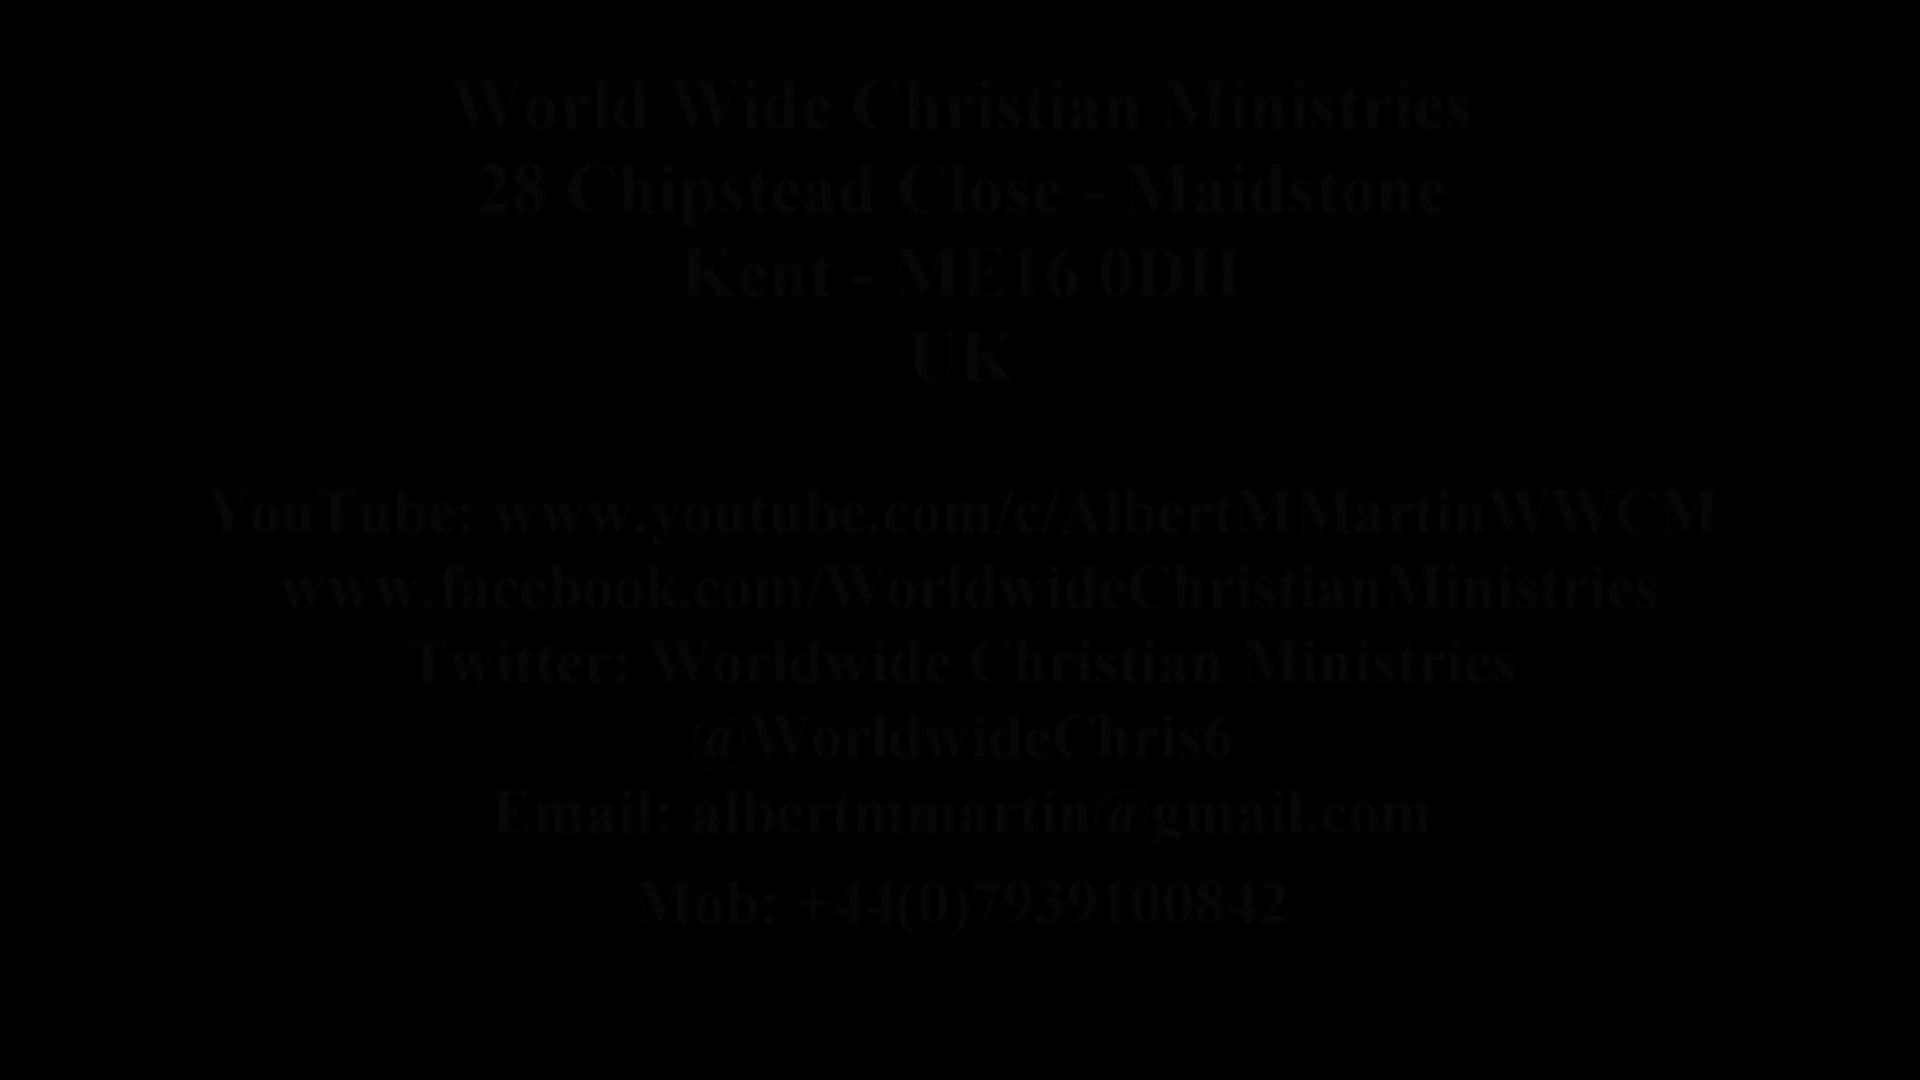 World Wide Christian Ministries
28 Chipstead Close - Maidstone
Kent - ME16 0DH
UK
YouTube: www.youtube.com/c/AlbertMMartinWWCM
www.facebook.com/WorldwideChristianMinistries
Twitter: Worldwide Christian Ministries
@WorldwideChris6
Email: albertmmartin@gmail.com
Mob: +44(0)7939100842